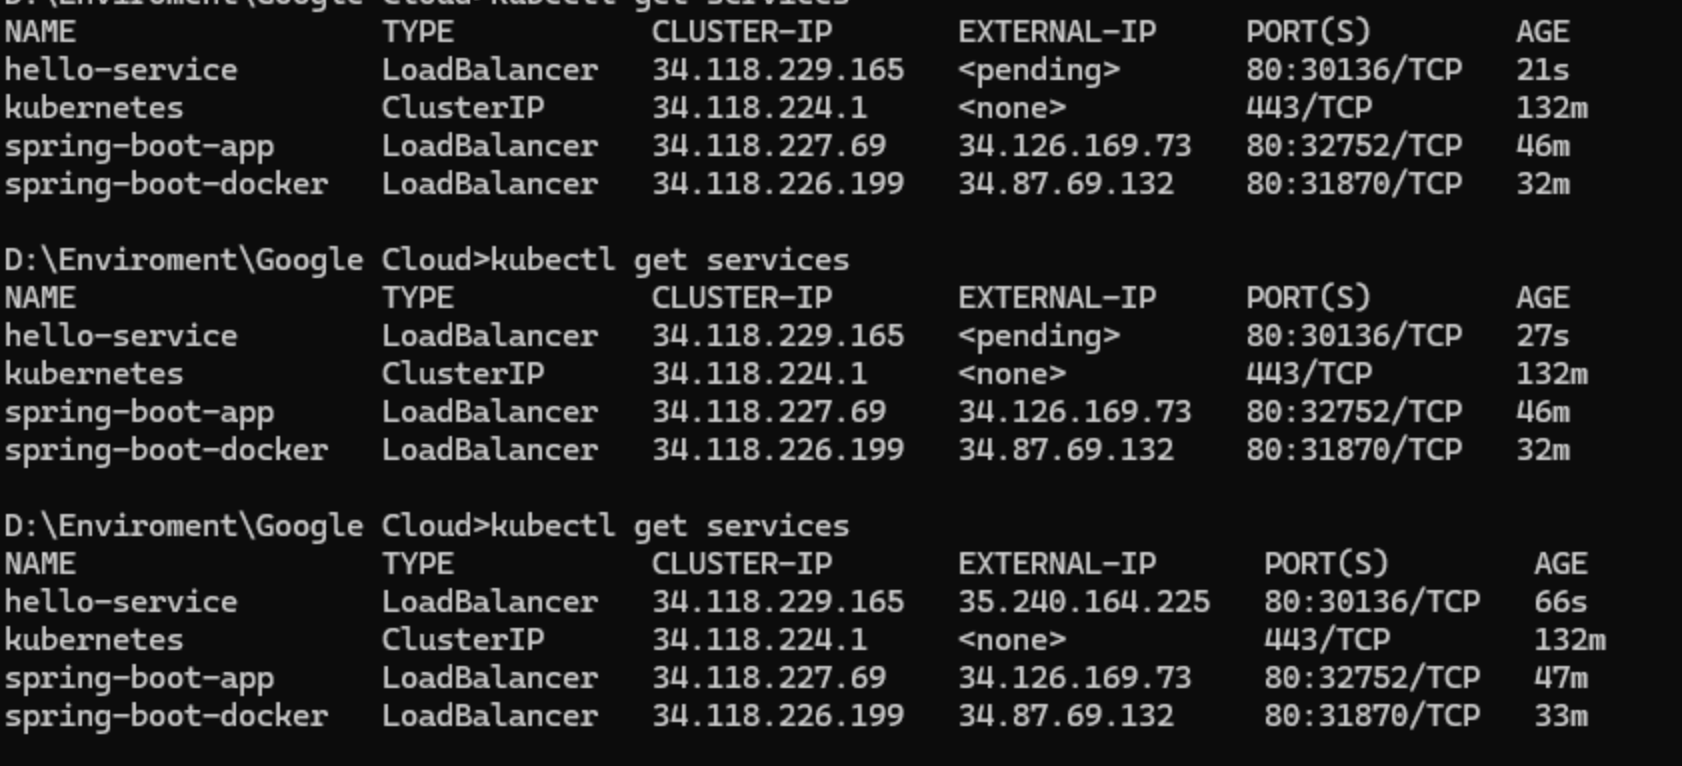 D:\Enviroment\Google Cloud>kubectl get services
NAME TYPE CLUSTER-IP EXTERNAL-IP PORT(S) AGE
hello-service LoadBalancer 34.118.229.165 <pending> 80:30136/TCP 21s
kubernetes ClusterIP 34.118.224.1 <none> 443/TCP 132m
spring-boot-app LoadBalancer 34.118.227.69 34.126.169.73 80:32752/TCP 46m
spring-boot-docker LoadBalancer 34.118.226.199 34.87.69.132 80:31870/TCP 32m
D:\Enviroment\Google Cloud>kubectl get services
NAME TYPE CLUSTER-IP EXTERNAL-IP PORT(S) AGE
hello-service LoadBalancer 34.118.229.165 <pending> 80:30136/TCP 27s
kubernetes ClusterIP 34.118.224.1 <none> 443/TCP 132m
spring-boot-app LoadBalancer 34.118.227.69 34.126.169.73 80:32752/TCP 46m
spring-boot-docker LoadBalancer 34.118.226.199 34.87.69.132 80:31870/TCP 32m
D:\Enviroment\Google Cloud>kubectl get services
NAME TYPE CLUSTER-IP EXTERNAL-IP PORT(S) AGE
hello-service LoadBalancer 34.118.229.165 35.240.164.225 80:30136/TCP 66s
kubernetes ClusterIP 34.118.224.1 <none> 443/TCP 132m
spring-boot-app LoadBalancer 34.118.227.69 34.126.169.73 80:32752/TCP 47m
spring-boot-docker LoadBalancer 34.118.226.199 34.87.69.132 80:31870/TCP 33m